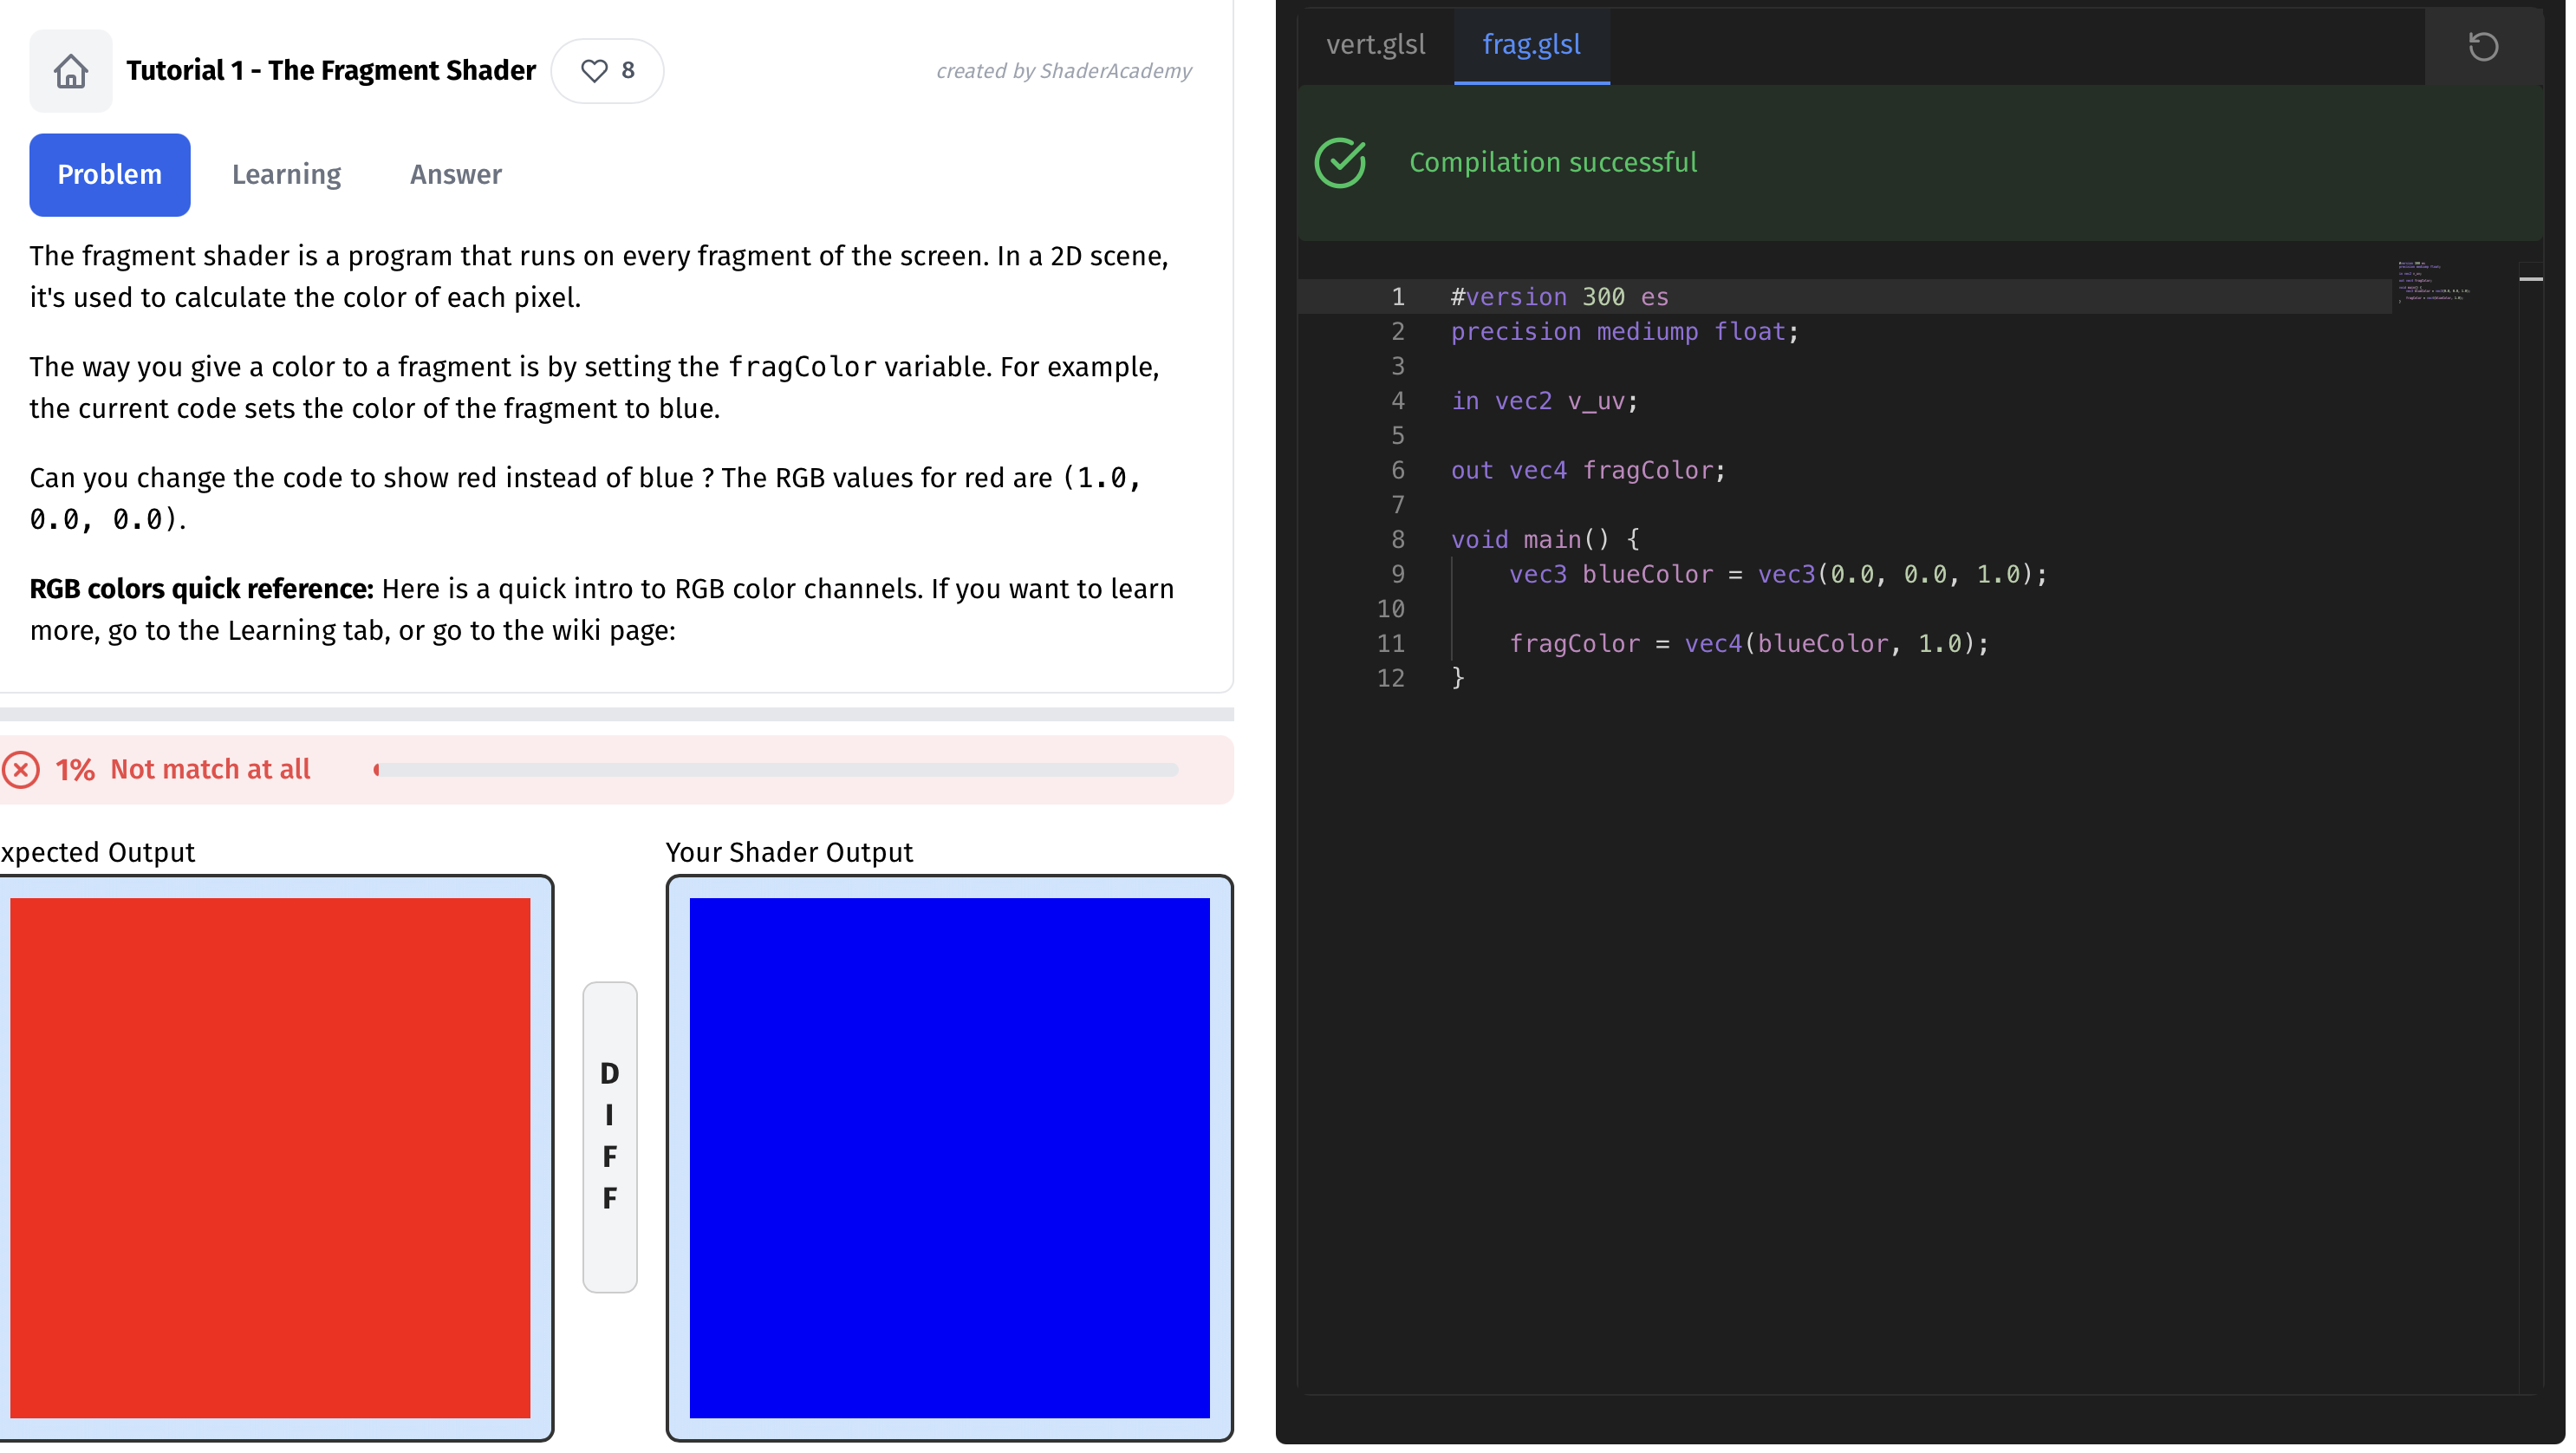 Tutorial 1 - The Fragment Shader
8
created by ShaderAcademy
Problem
Learning
Answer
The fragment shader is a program that runs on every fragment of the screen. In a 2D scene,
it's used to calculate the color of each pixel.
The way you give a color to a fragment is by setting the fragColor variable. For example,
the current code sets the color of the fragment to blue.
Can you change the code to show red instead of blue ? The RGB values for red are (1.0,
0.0, 0.0).
RGB colors quick reference: Here is a quick intro to RGB color channels. If you want to learn
more, go to the Learning tab, or go to the wiki page:
1% Not match at all
xpected Output
Your Shader Output
D
I
F
F
vert.glsl
frag.glsl
Compilation successful
1 #version 300 es
2 precision mediump float;
3
4 in vec2 v_uv;
5
6 out vec4 fragColor;
7
8 void main() {
9     vec3 blueColor = vec3(0.0, 0.0, 1.0);
10
11     fragColor = vec4(blueColor, 1.0);
12 }